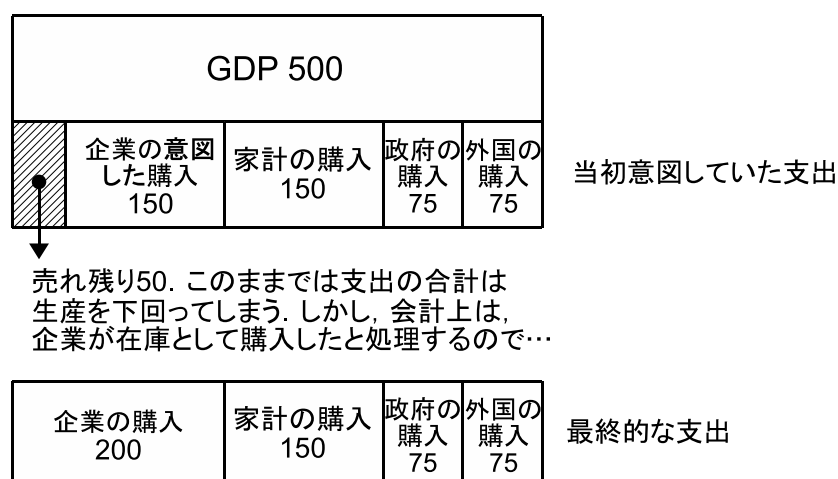 GDP 500
企業の意図
した購入
150
家計の購入
150
政府の
購入
75
外国の
購入
75
当初意図していた支出
売れ残り50. このままでは支出の合計は
生産を下回ってしまう. しかし, 会計上は,
企業が在庫として購入したと処理するので…
企業の購入
200
家計の購入
150
政府の
購入
75
外国の
購入
75
最終的な支出